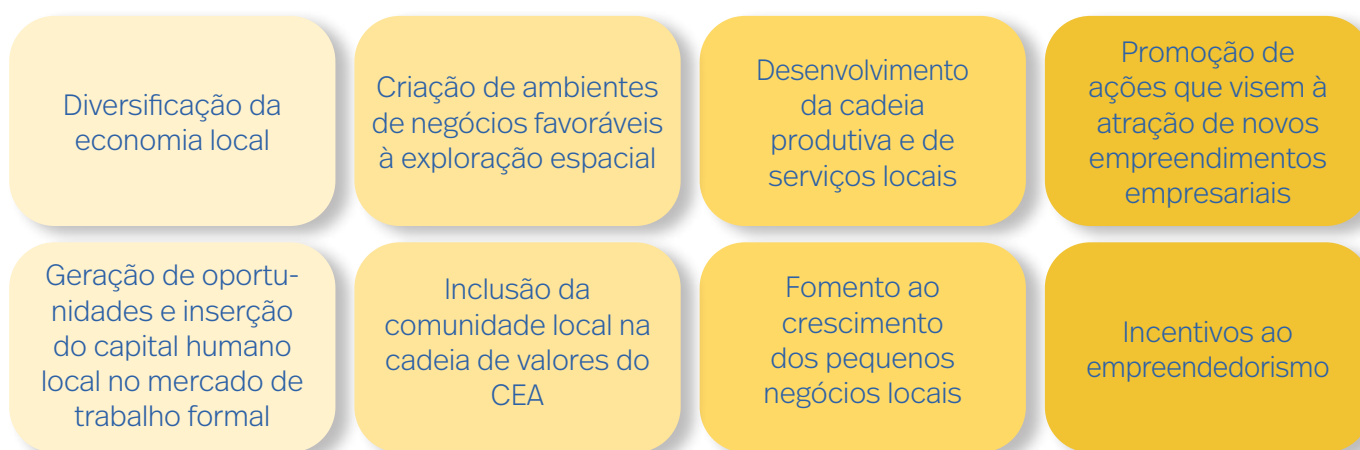 Diversificação da
economia local
Criação de ambientes
de negócios favoráveis
à exploração espacial
Desenvolvimento
da cadeia
produtiva e de
serviços locais
Promoção de
ações que visem à
atração de novos
empreendimentos
empresariais
Geração de oportu-
nidades e inserção
do capital humano
local no mercado de
trabalho formal
Inclusão da
comunidade local na
cadeia de valores do
CEA
Fomento ao
crescimento
dos pequenos
negócios locais
Incentivos ao
empreendedorismo